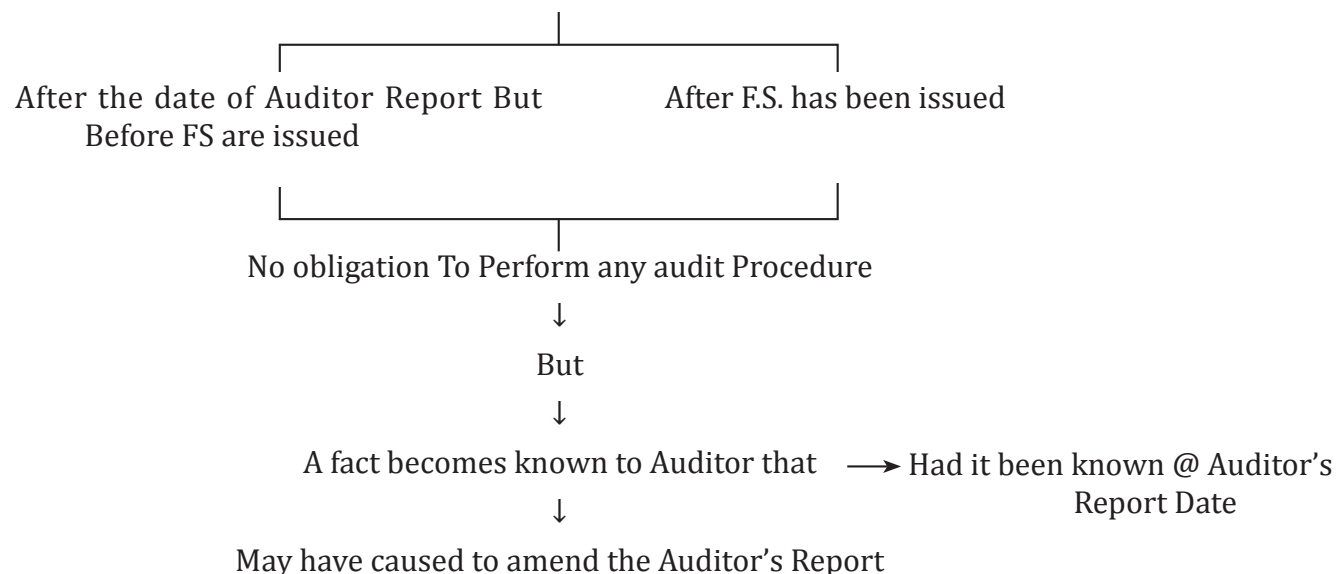 After the date of Auditor Report But
Before FS are issued
After F.S. has been issued
No obligation To Perform any audit Procedure
↓
But
↓
A fact becomes known to Auditor that → Had it been known @ Auditor’s
Report Date
↓
May have caused to amend the Auditor’s Report